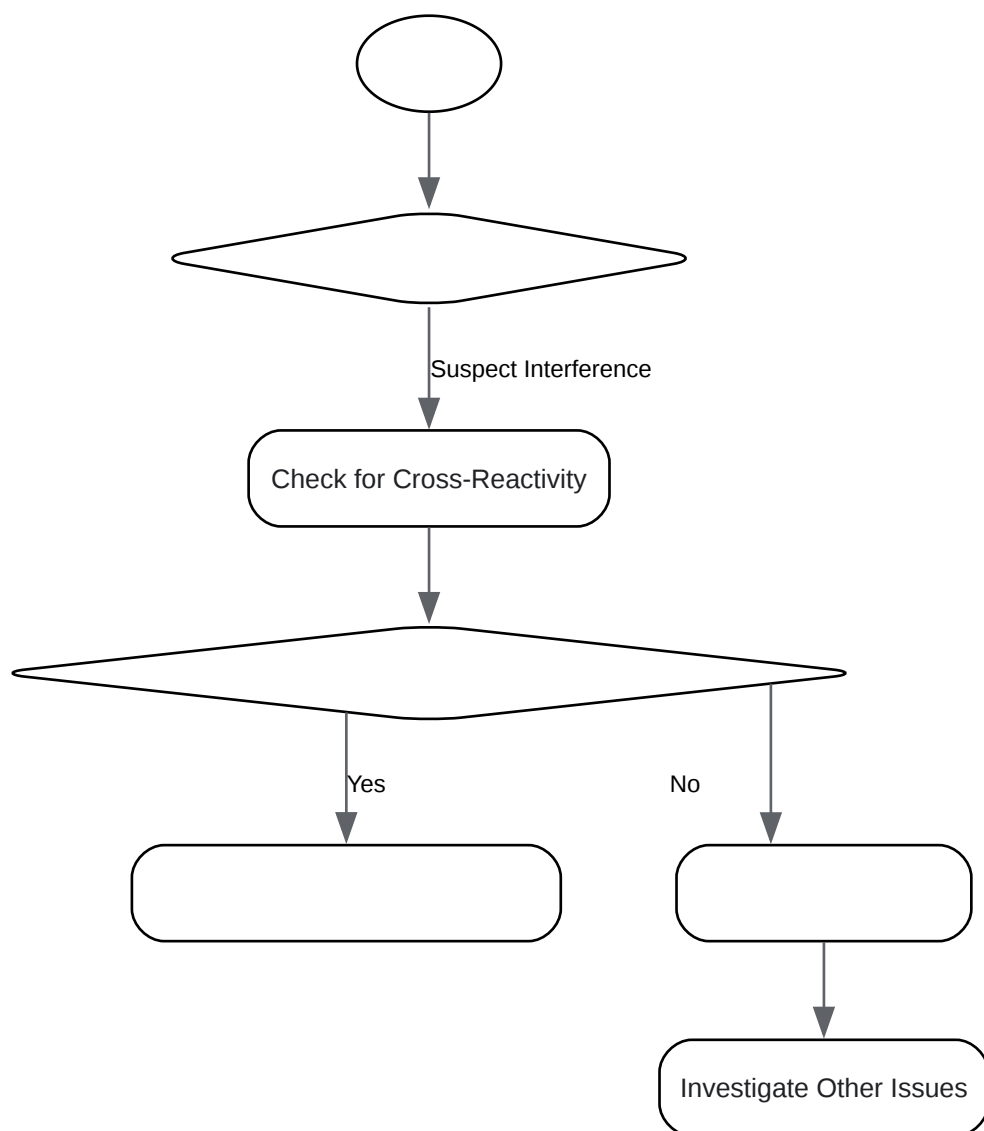 Suspect Interference
Check for Cross-Reactivity
Yes
No
Investigate Other Issues